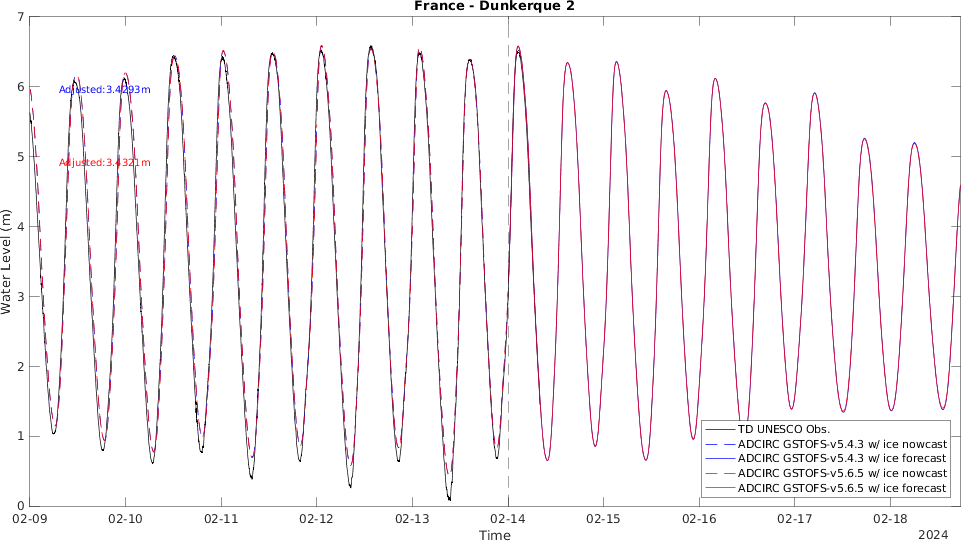 France - Dunkerque 2
7
6
5
4
3
2
1
0
Adjusted:3.4293m
Adjusted:3.4321m
Water Level (m)
TD UNESCO Obs.
ADCIRC GSTOFS-v5.4.3 w/ ice nowcast
ADCIRC GSTOFS-v5.4.3 w/ ice forecast
ADCIRC GSTOFS-v5.6.5 w/ ice nowcast
ADCIRC GSTOFS-v5.6.5 w/ ice forecast
02-09 02-10 02-11 02-12 02-13 02-14 02-15 02-16 02-17 02-18
Time
2024